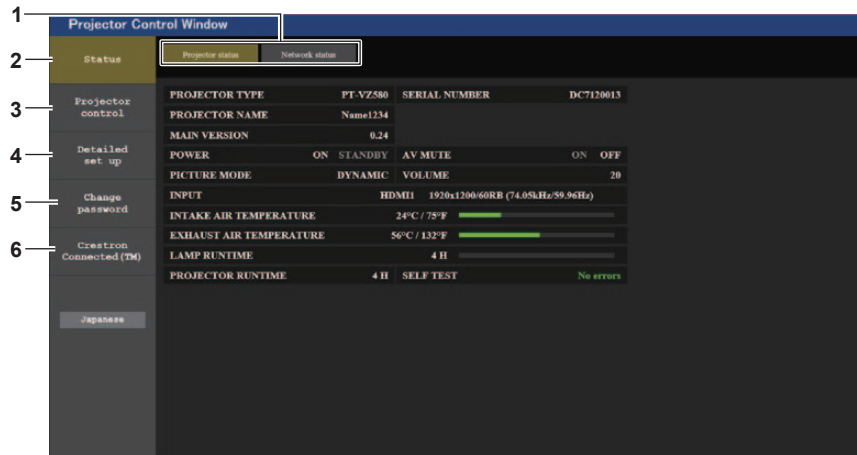 1
Projector Control Window
2
Status
Projector status Network status
3
Projector
control
4
Detailed
set up
5
Change
password
6
Crestron
Connected(TM)
Japanese
PROJECTOR TYPE PT-VZ580 SERIAL NUMBER DC7120013
PROJECTOR NAME Name1234
MAIN VERSION 0.24
POWER ON STANDBY AV MUTE ON OFF
PICTURE MODE DYNAMIC VOLUME 20
INPUT HDMI1 1920x1200/60RB (74.05kHz/59.96Hz)
INTAKE AIR TEMPERATURE 24°C / 75°F
EXHAUST AIR TEMPERATURE 56°C / 132°F
LAMP RUNTIME 4 H
PROJECTOR RUNTIME 4 H SELF TEST No errors